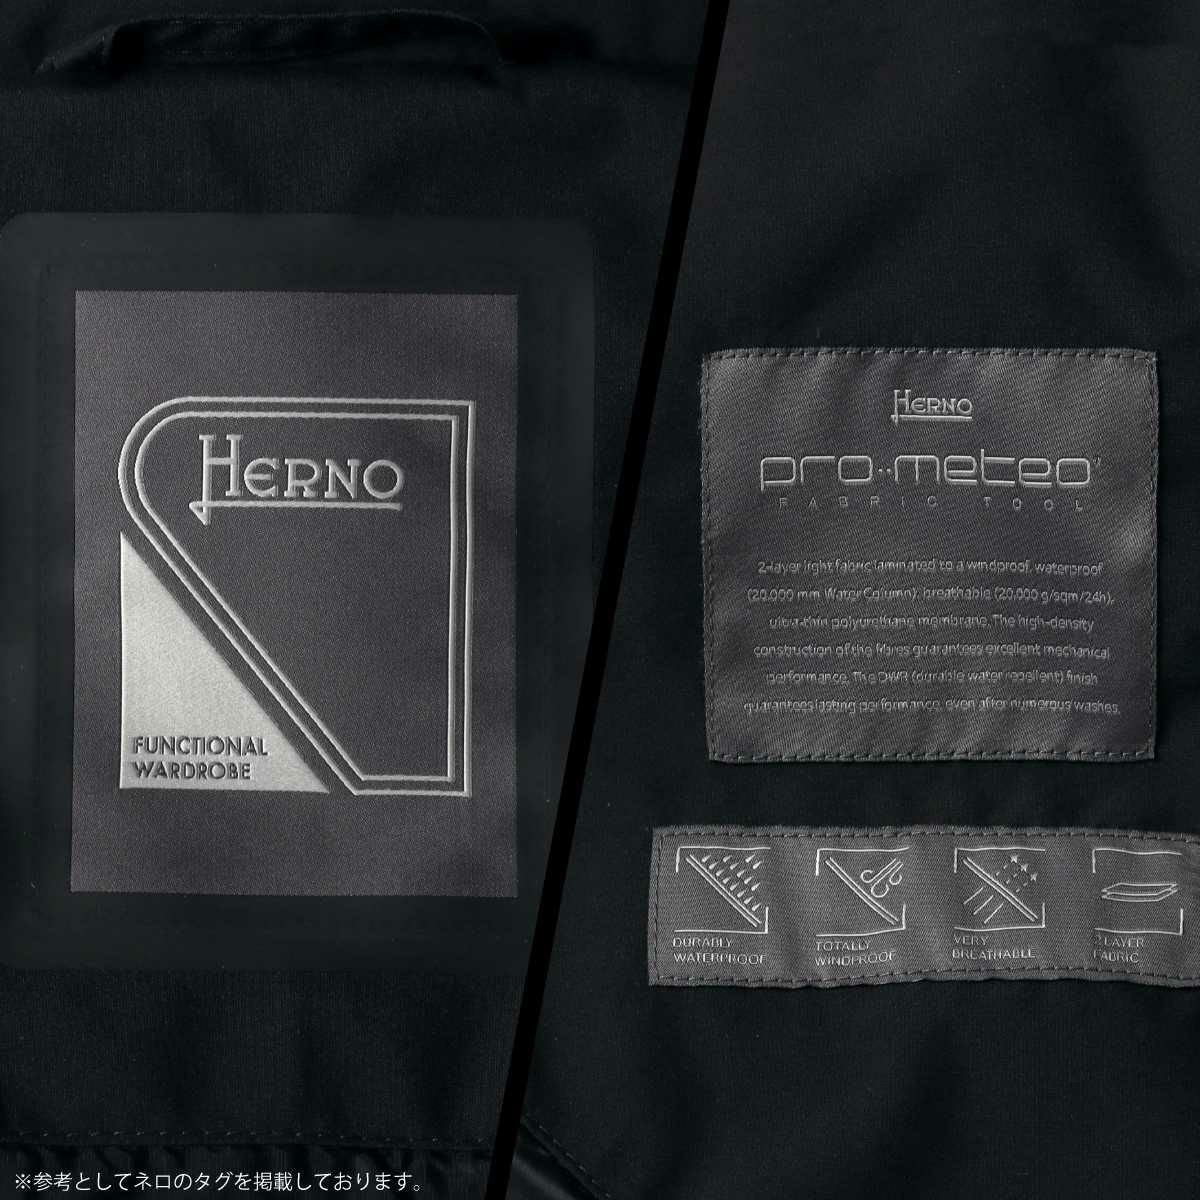 HERNO
FUNCTIONAL
WARDROBE
HERNO
pro··meteo
FABRIC TOOL
2-layer light fabric laminated to a windproof, waterproof
(20.000 mm Water Column), breathable (20.000 g/sqm/24h),
ultra-thin polyurethane membrane. The high-density
construction of the fibres guarantees excellent mechanical
performance. The DWR (durable water repellent) finish
guarantees lasting performance, even after numerous washes.
DURABLY
WATERPROOF
TOTALLY
WINDPROOF
VERY
BREATHABLE
2 LAYER
FABRIC
※参考としてネロのタグを掲載しております。